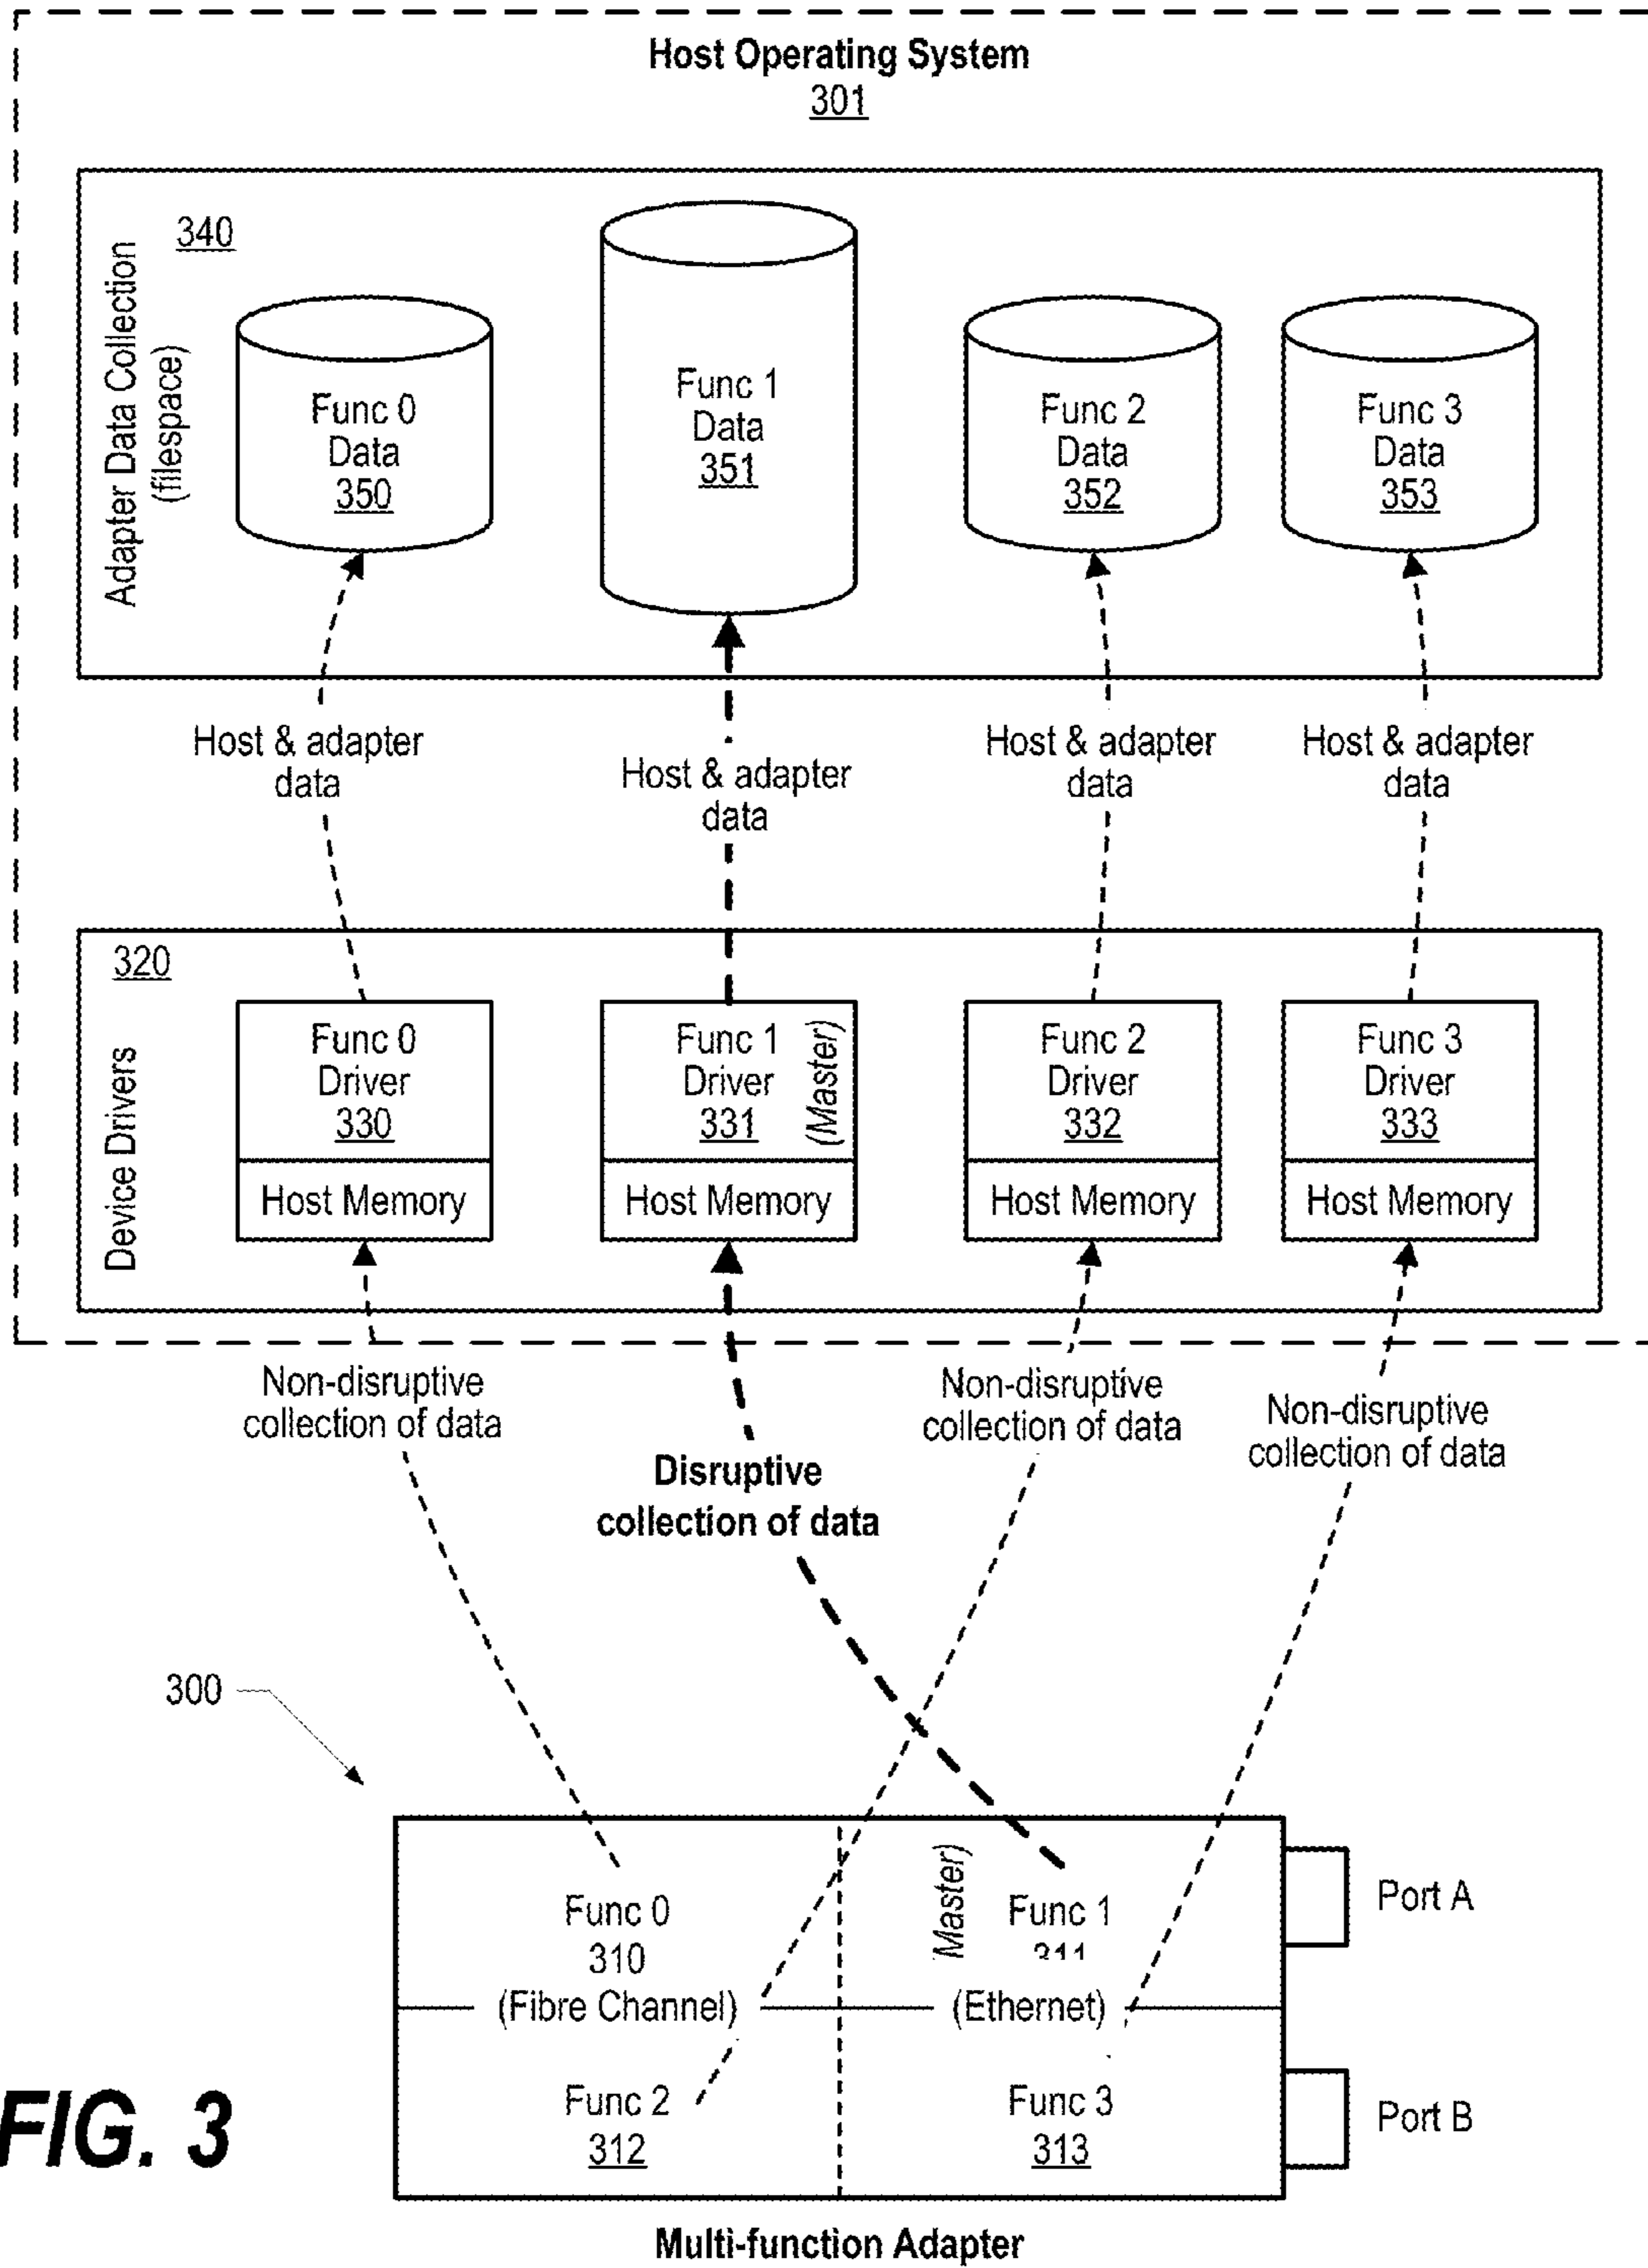 Host Operating System
301
Adapter Data Collection
(filespace)
340
Func 0
Data
350
Func 1
Data
351
Func 2
Data
352
Func 3
Data
353
Host & adapter
data
Host & adapter
data
Host & adapter
data
Host & adapter
data
320
Device Drivers
Func 0
Driver
330
Host Memory
Func 1
Driver
331
(Master)
Host Memory
Func 2
Driver
332
Host Memory
Func 3
Driver
333
Host Memory
Non-disruptive
collection of data
Disruptive
collection of data
Non-disruptive
collection of data
Non-disruptive
collection of data
300
Func 0
310
(Fibre Channel)
Master)
Func 1
311
(Ethernet)
Func 2
312
Func 3
313
Port A
Port B
Multi-function Adapter
FIG. 3